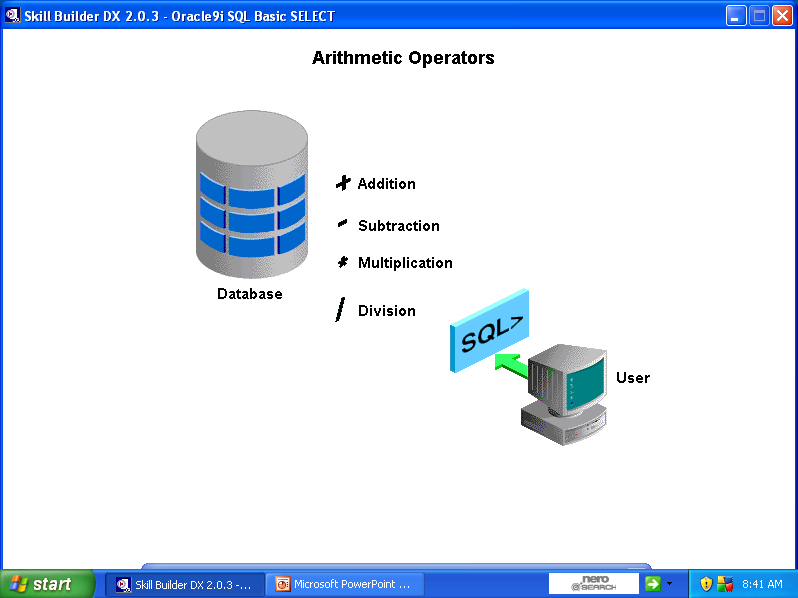 Skill Builder DX 2.0.3 - Oracle9i SQL Basic SELECT
Arithmetic Operators
+ Addition
- Subtraction
* Multiplication
Database
/ Division
SQL>
User
start
Skill Builder DX 2.0.3 -...
Microsoft PowerPoint ...
nero
@SEARCH
8:41 AM